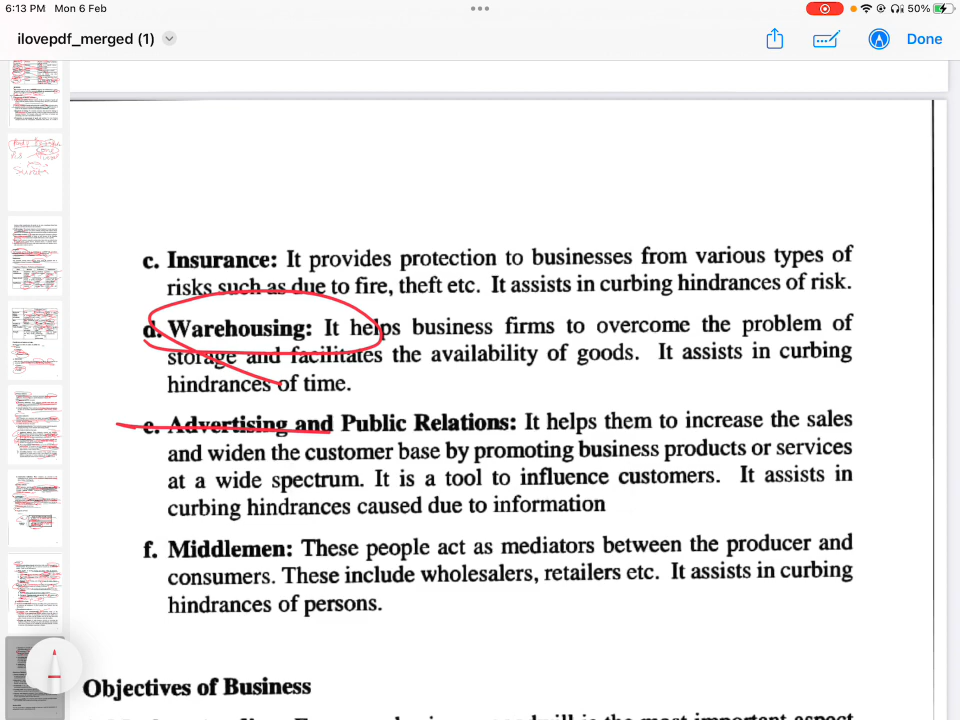 6:13 PM Mon 6 Feb
50%
ilovepdf_merged (1)
Done
c. Insurance: It provides protection to businesses from various types of
risks such as due to fire, theft etc. It assists in curbing hindrances of risk.
d. Warehousing: It helps business firms to overcome the problem of
storage and facilitates the availability of goods. It assists in curbing
hindrances of time.
e. Advertising and Public Relations: It helps them to increase the sales
and widen the customer base by promoting business products or services
at a wide spectrum. It is a tool to influence customers. It assists in
curbing hindrances caused due to information
f. Middlemen: These people act as mediators between the producer and
consumers. These include wholesalers, retailers etc. It assists in curbing
hindrances of persons.
Objectives of Business